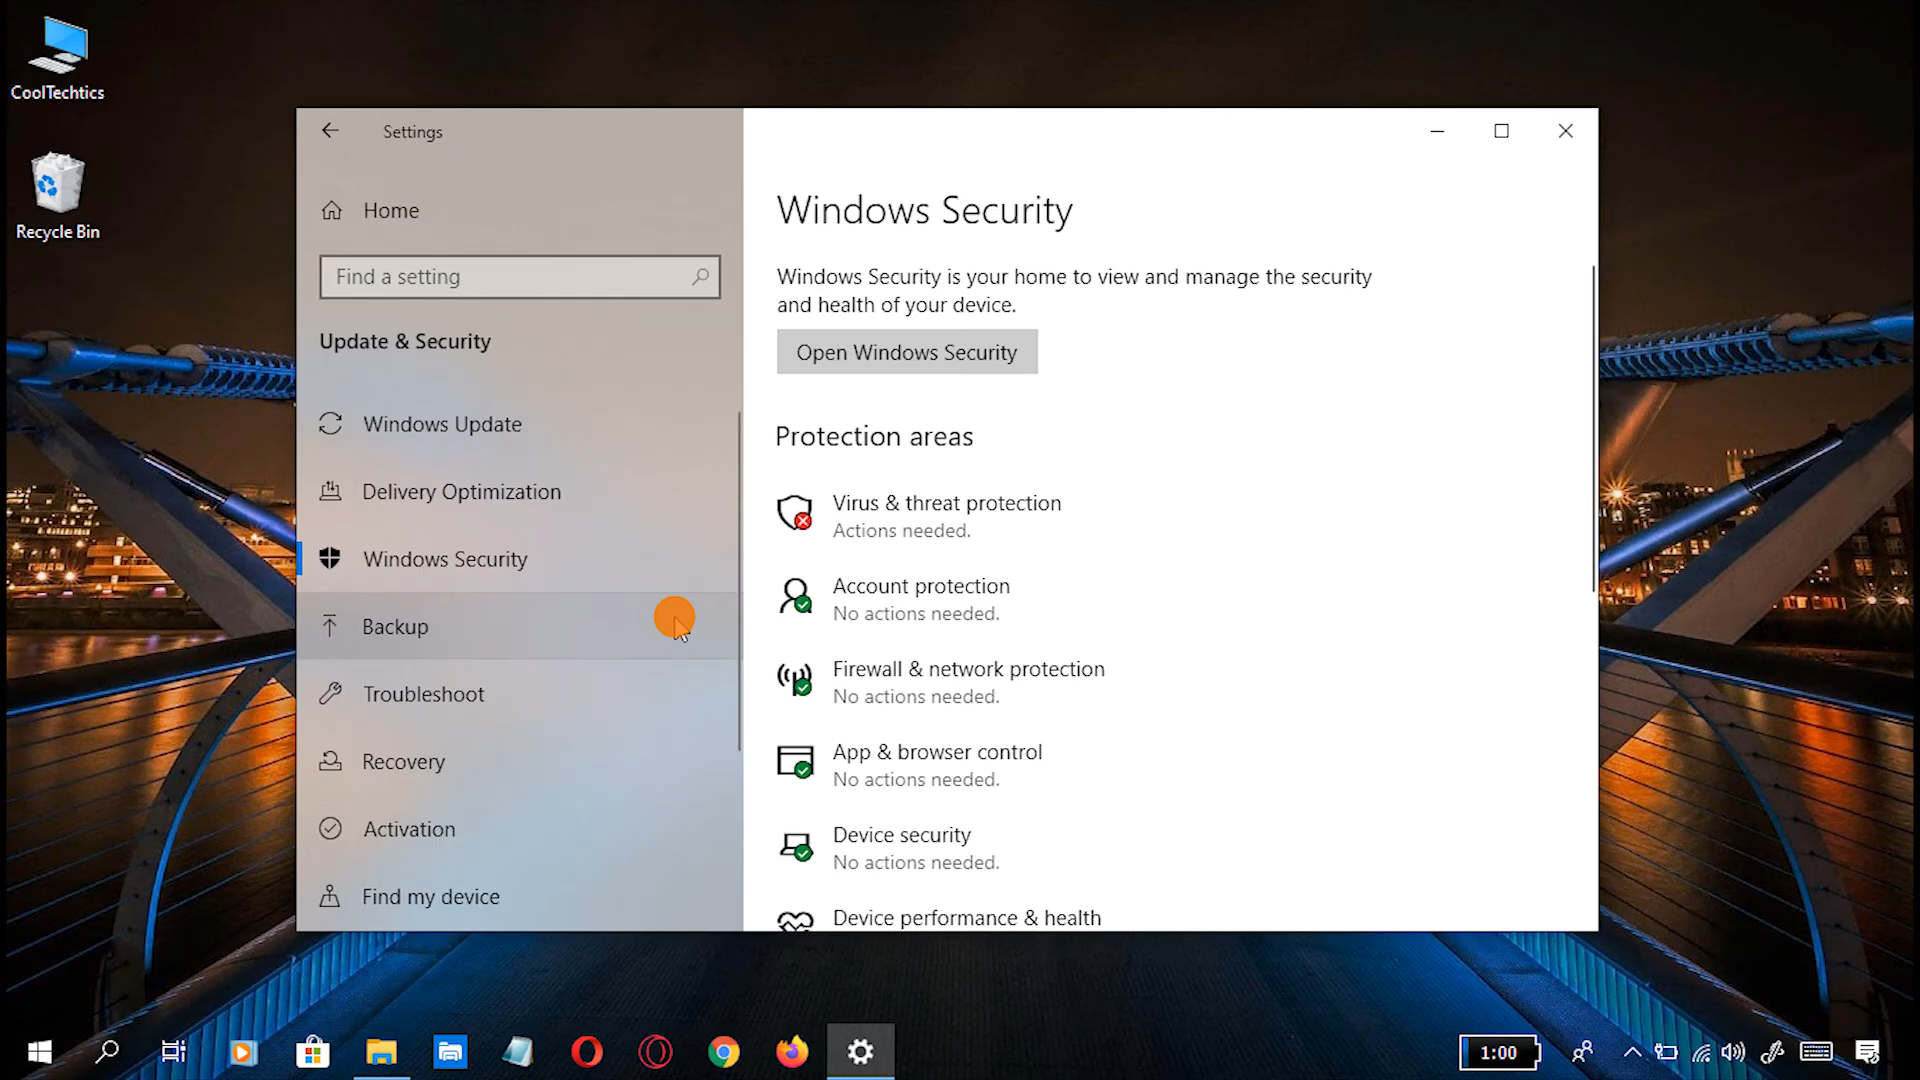 CoolTechtics
Recycle Bin
Settings
Home
Find a setting
Update & Security
Windows Update
Delivery Optimization
Windows Security
Backup
Troubleshoot
Recovery
Activation
Find my device
Windows Security
Windows Security is your home to view and manage the security
and health of your device.
Open Windows Security
Protection areas
Virus & threat protection
Actions needed.
Account protection
No actions needed.
Firewall & network protection
No actions needed.
App & browser control
No actions needed.
Device security
No actions needed.
Device performance & health
1:00